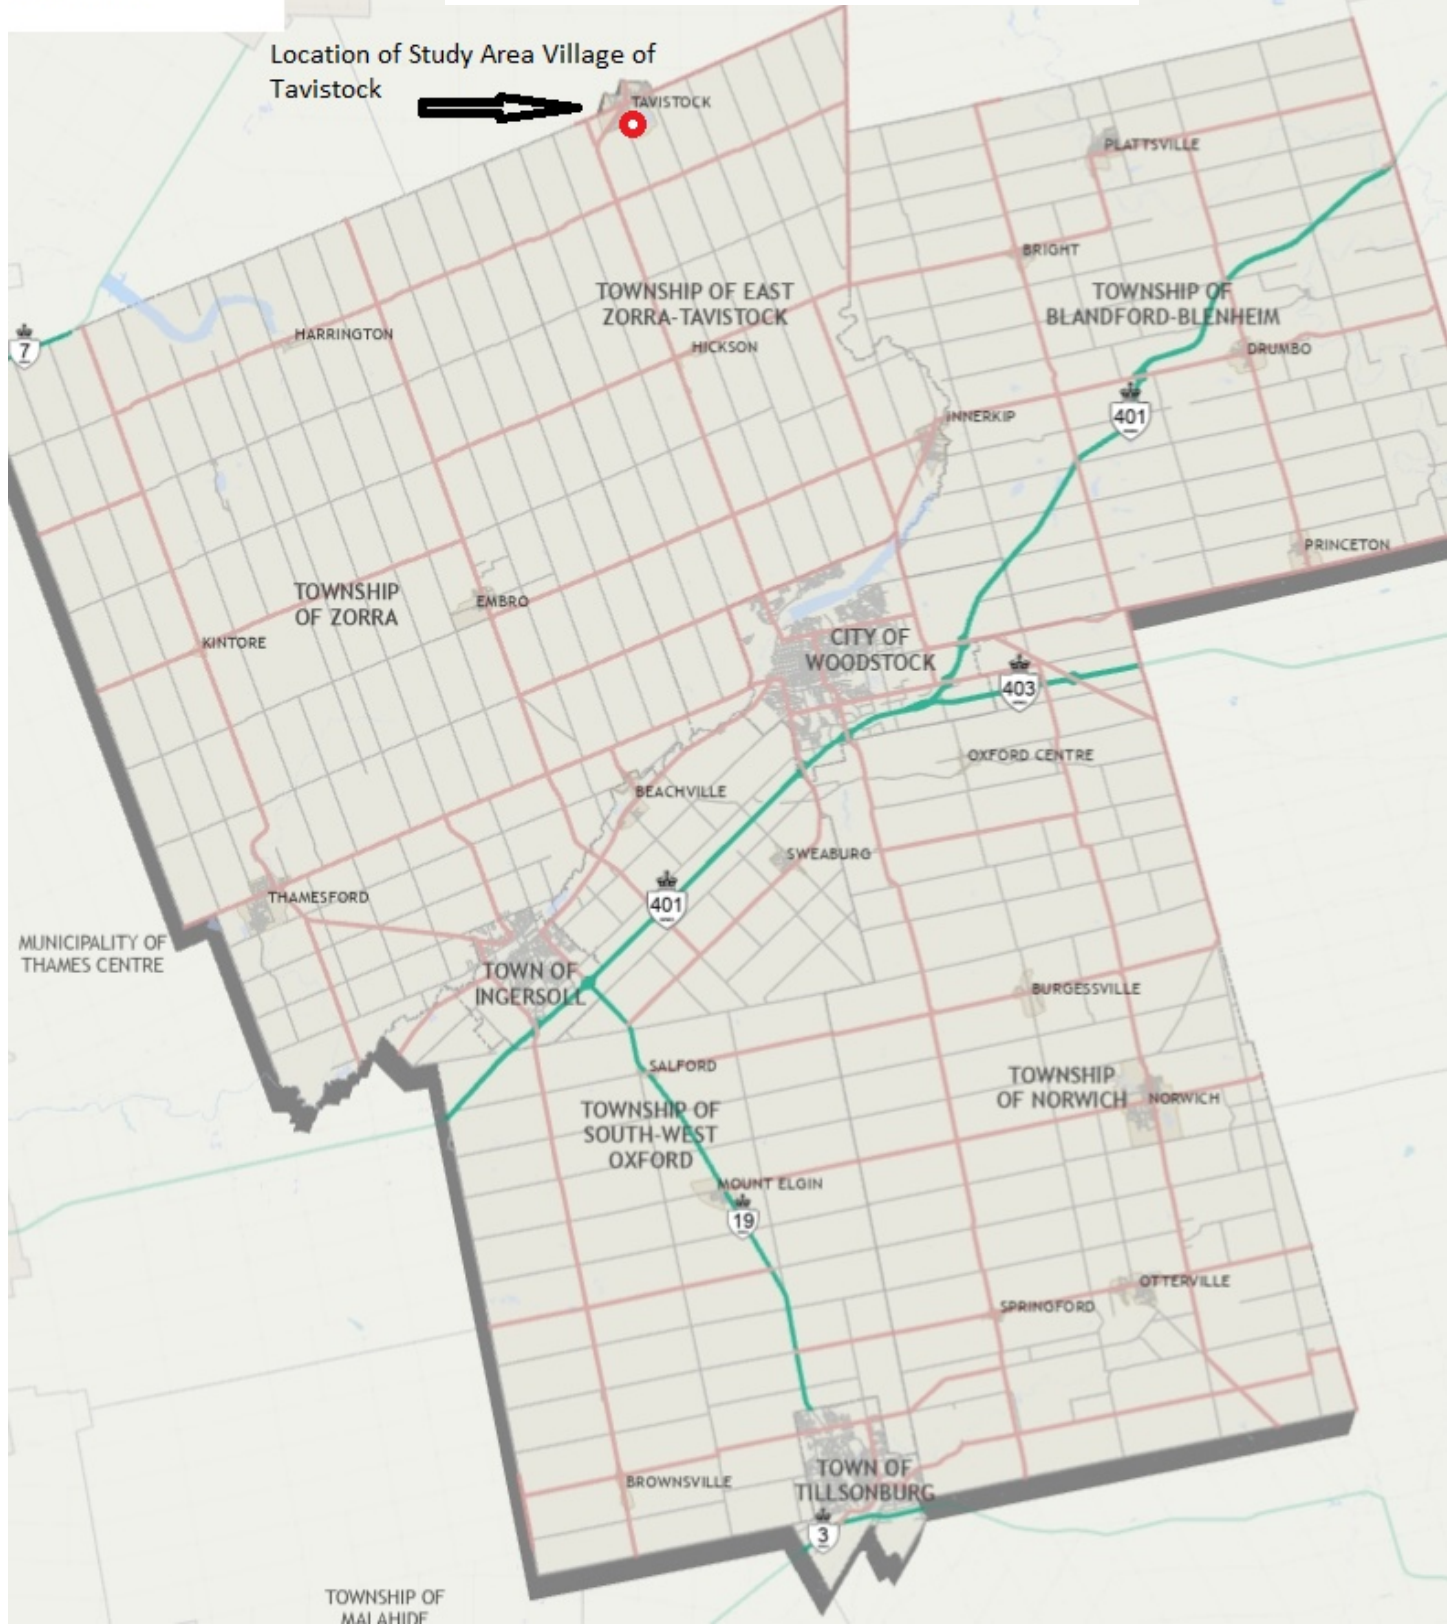 Location of Study Area Village of
Tavistock
TAVISTOCK
PLATTSVILLE
BRIGHT
TOWNSHIP OF EAST
ZORRA-TAVISTOCK
TOWNSHIP OF
BLANDFORD-BLENHEIM
HARRINGTON
7
HICKSON
DRUMBO
INNERKIP
401
PRINCETON
TOWNSHIP
OF ZORRA
EMBRO
KINTORE
CITY OF
WOODSTOCK
403
OXFORD CENTRE
BEACHVILLE
SWEABURG
THAMESFORD
401
MUNICIPALITY OF
THAMES CENTRE
TOWN OF
INGERSOLL
BURGESSVILLE
SALFORD
TOWNSHIP
OF NORWICH
NORWICH
TOWNSHIP OF
SOUTH-WEST
OXFORD
MOUNT ELGIN
19
OTTERVILLE
SPRINGFORD
TOWN OF
TILLSONBURG
BROWNSVILLE
3
TOWNSHIP OF
MALAHIDE